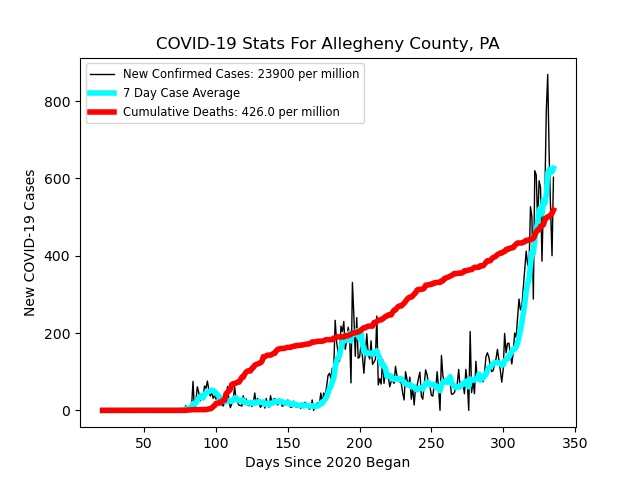 COVID-19 Stats For Allegheny County, PA
New Confirmed Cases: 23900 per million
7 Day Case Average
Cumulative Deaths: 426.0 per million
New COVID-19 Cases
800
600
400
200
0
50 100 150 200 250 300 350
Days Since 2020 Began